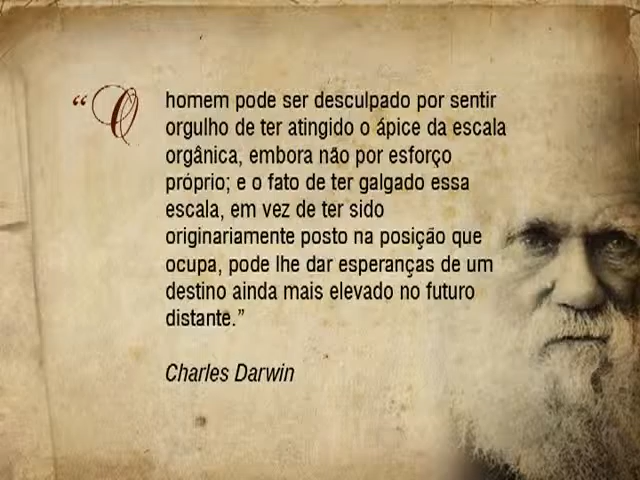 “O homem pode ser desculpado por sentir
orgulho de ter atingido o ápice da escala
orgânica, embora não por esforço
próprio; e o fato de ter galgado essa
escala, em vez de ter sido
originariamente posto na posição que
ocupa, pode lhe dar esperanças de um
destino ainda mais elevado no futuro
distante.”
Charles Darwin